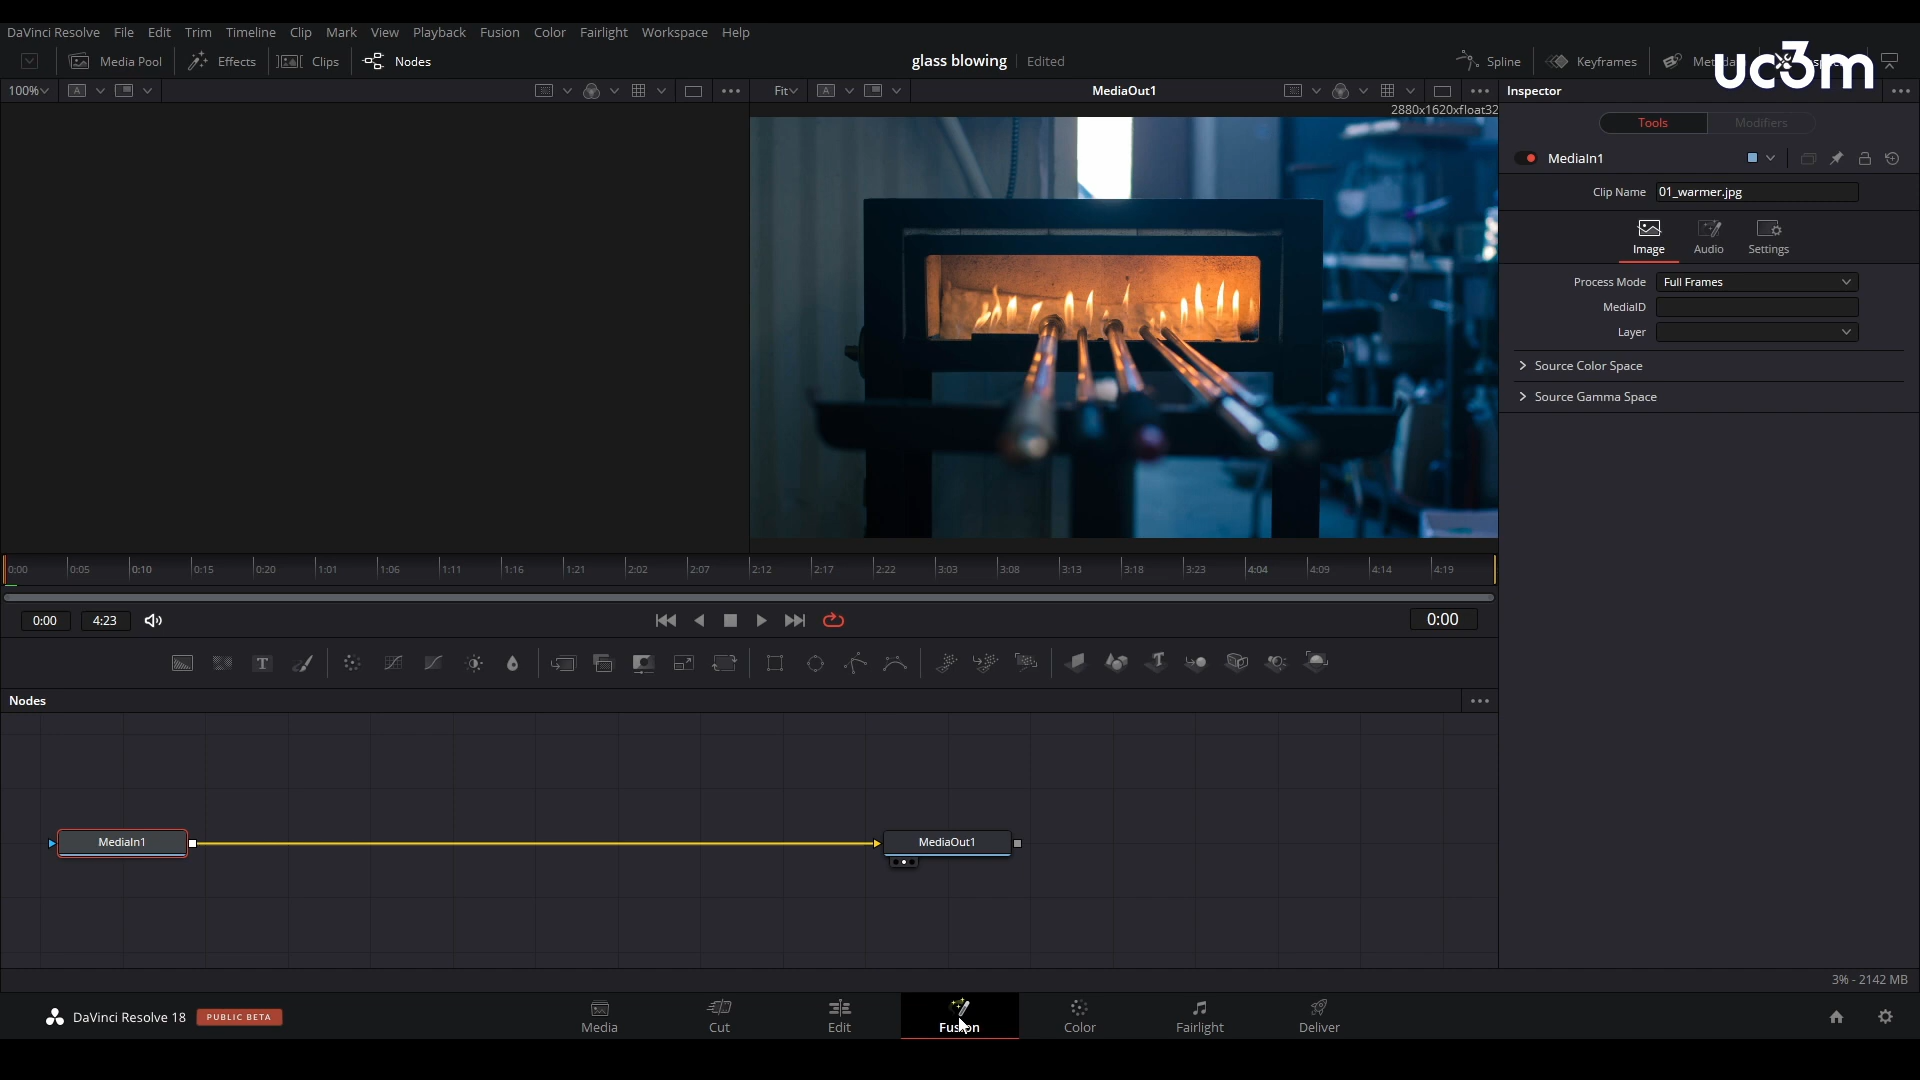 DaVinci Resolve File Edit Trim Timeline Clip Mark View Playback Fusion Color Fairlight Workspace Help
Media Pool Effects Clips Nodes glass blowing Edited Spline Keyframes
uc3m
100% A Fit A MediaOut1 Inspector
2880x1620xfloat32
Tools Modifiers
MediaIn1
Clip Name 01_warmer.jpg
Image Audio Settings
Process Mode Full Frames
MediaID
Layer
Source Color Space
Source Gamma Space
0:00 0:05 0:10 0:15 0:20 1:01 1:06 1:11 1:16 1:21 2:02 2:07 2:12 2:17 2:22 3:03 3:08 3:13 3:18 3:23 4:04 4:09 4:14 4:19
0:00 4:23 0:00
T
Nodes
MediaIn1 MediaOut1
3% - 2142 MB
DaVinci Resolve 18 PUBLIC BETA Media Cut Edit Fusion Color Fairlight Deliver